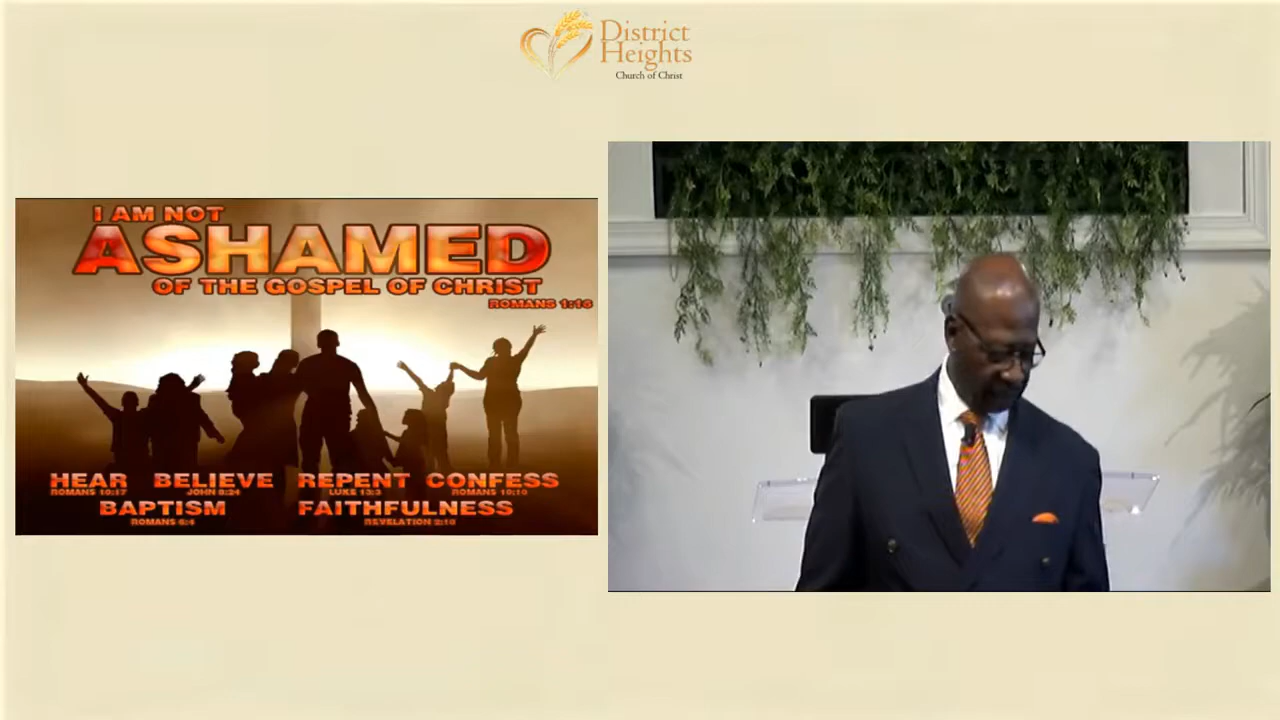 District
Heights
Church of Christ
I AM NOT
ASHAMED
OF THE GOSPEL OF CHRIST
ROMANS 1:16
HEAR BELIEVE REPENT CONFESS
ROMANS 10:17 JOHN 8:24 LUKE 13:3 ROMANS 10:10
BAPTISM FAITHFULNESS
ROMANS 6:4 REVELATION 2:10